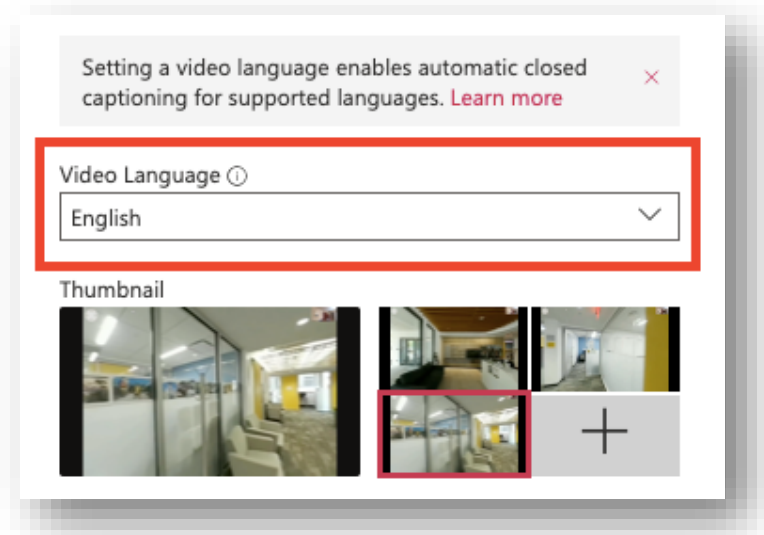 Setting a video language enables automatic closed
captioning for supported languages. Learn more
Video Language
English
Thumbnail